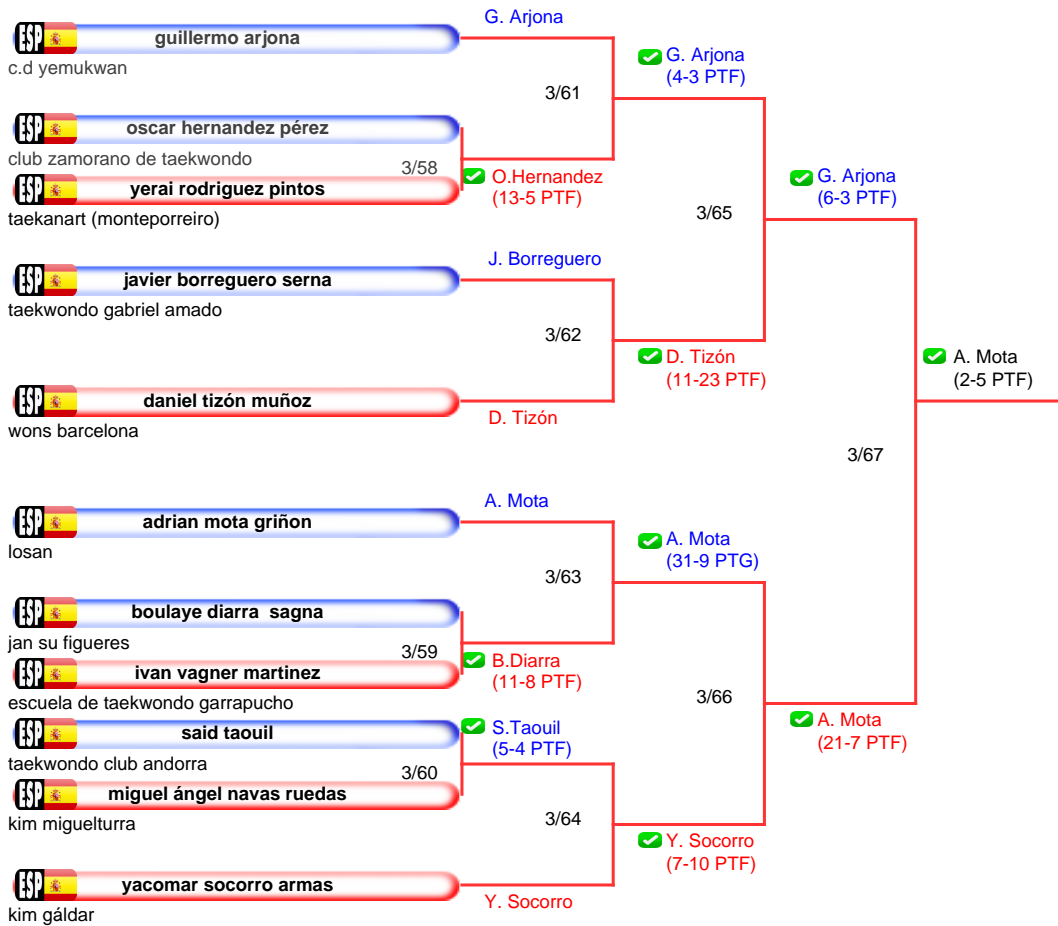 G. Arjona
ESP guillermo arjona
c.d yemukwan
G. Arjona
(4-3 PTF)
3/61
ESP oscar hernandez pérez
club zamorano de taekwondo
3/58
O.Hernandez
(13-5 PTF)
ESP yerai rodriguez pintos
taekanart (monteporreiro)
G. Arjona
(6-3 PTF)
3/65
J. Borreguero
ESP javier borreguero serna
taekwondo gabriel amado
3/62
D. Tizón
(11-23 PTF)
A. Mota
(2-5 PTF)
ESP daniel tizón muñoz
wons barcelona
D. Tizón
3/67
A. Mota
ESP adrian mota griñon
losan
A. Mota
(31-9 PTG)
3/63
ESP boulaye diarra sagna
jan su figueres
3/59
B.Diarra
(11-8 PTF)
ESP ivan vagner martinez
escuela de taekwondo garrapucho
3/66
A. Mota
(21-7 PTF)
ESP said taouil
taekwondo club andorra
S.Taouil
(5-4 PTF)
3/60
ESP miguel ángel navas ruedas
kim miguelturra
3/64
Y. Socorro
(7-10 PTF)
ESP yacomar socorro armas
kim gáldar
Y. Socorro